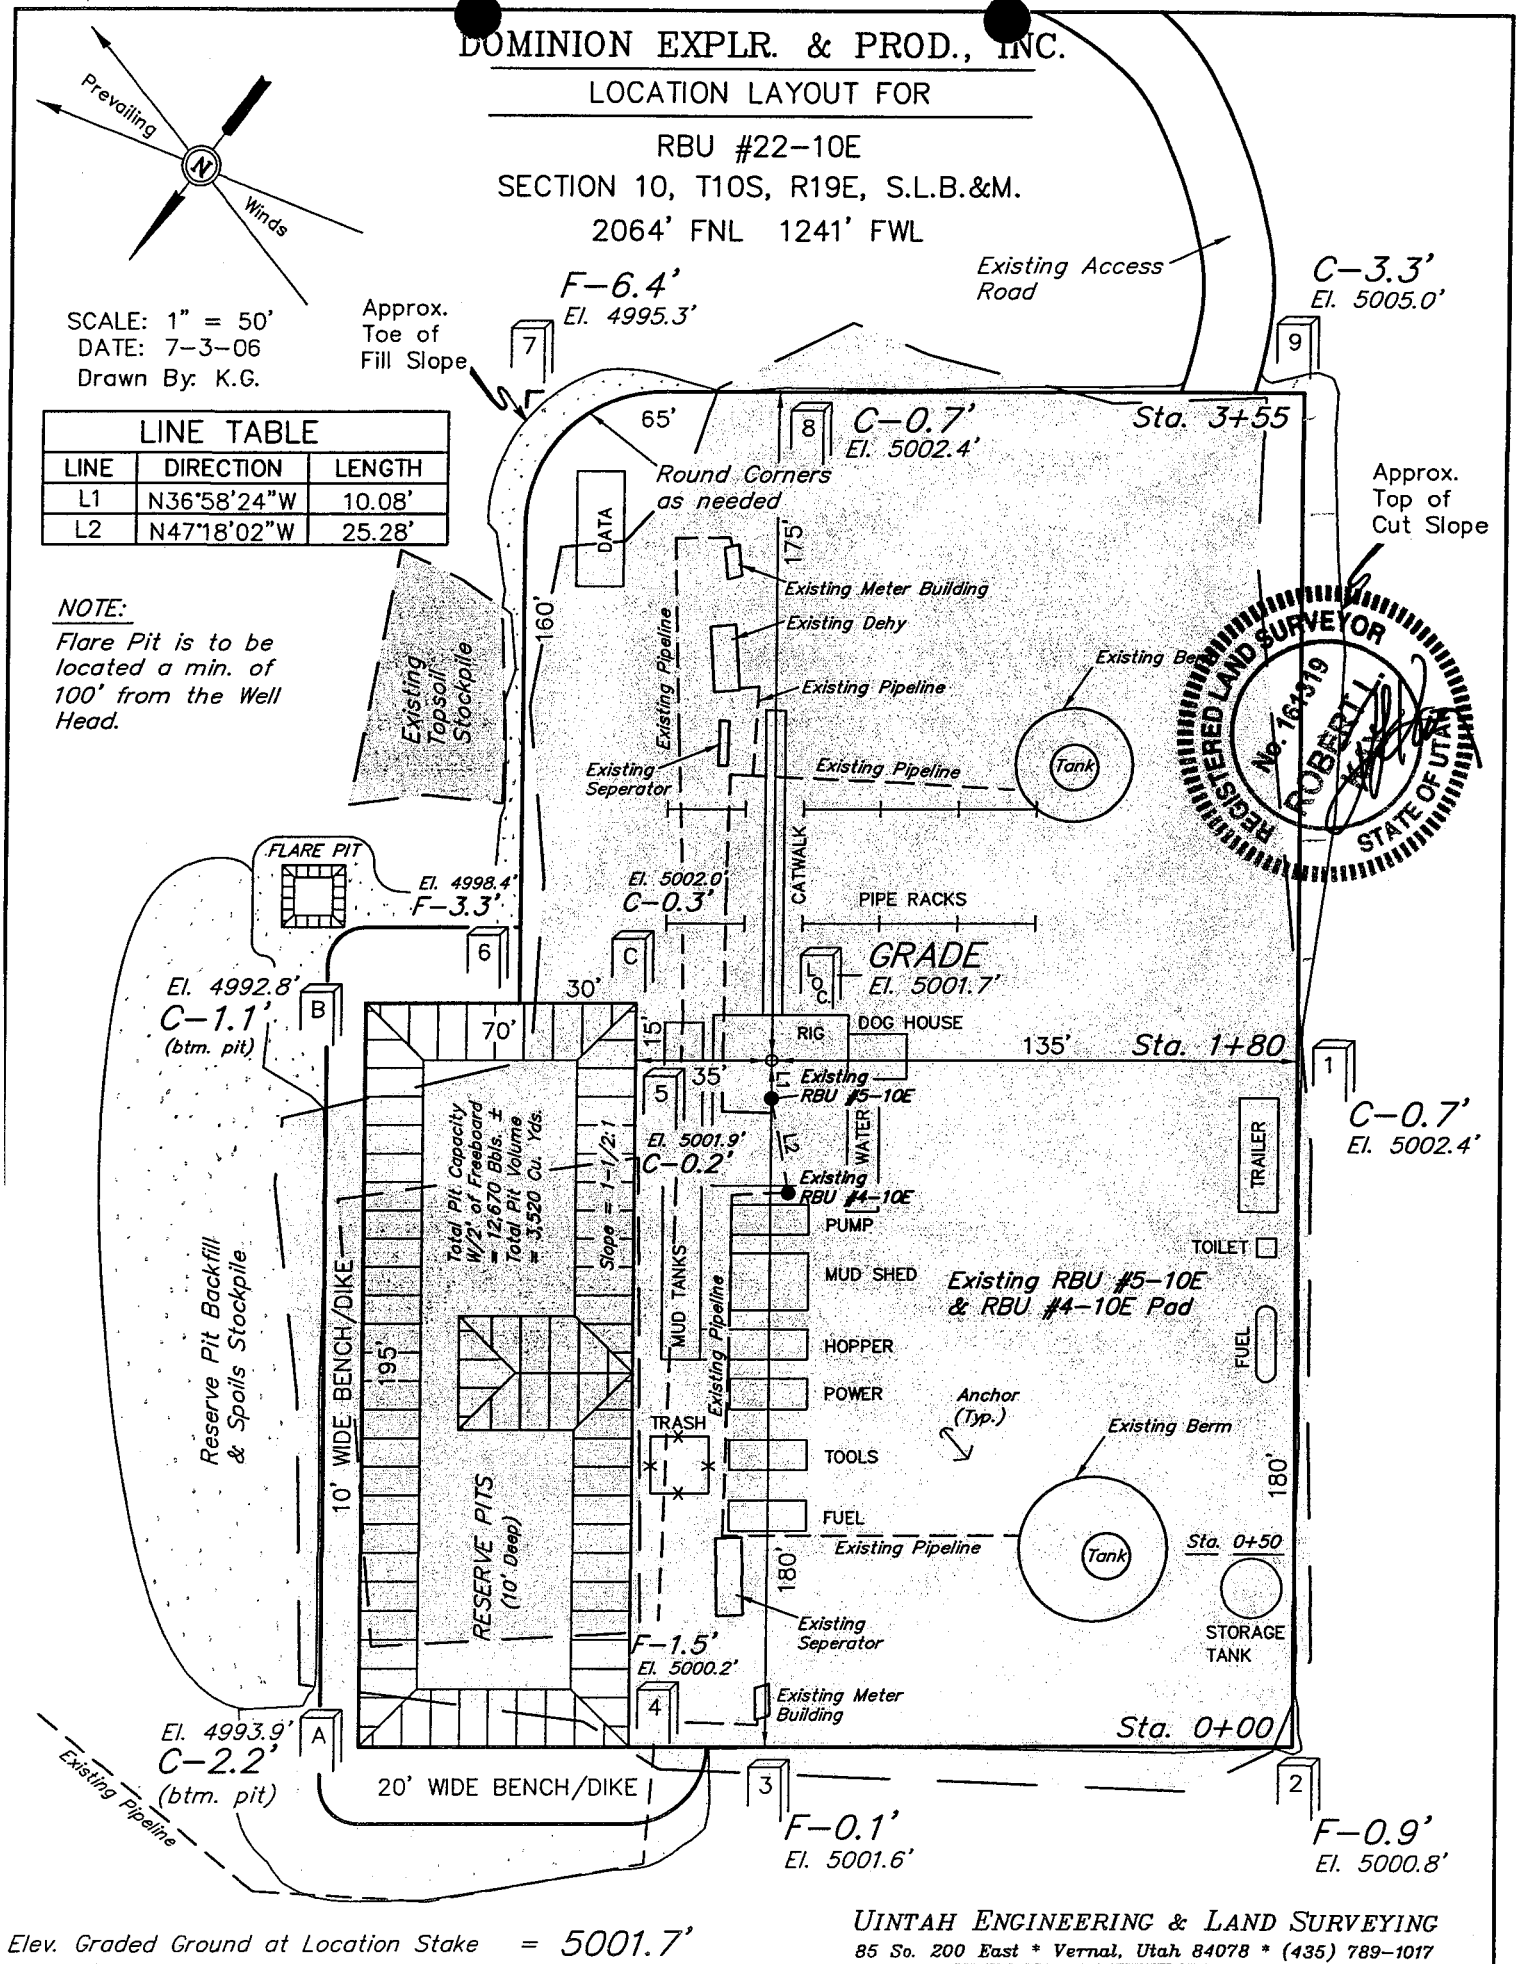 DOMINION EXPLR. & PROD., INC.
LOCATION LAYOUT FOR
RBU #22-10E
SECTION 10, T10S, R19E, S.L.B.&M.
2064' FNL 1241' FWL
Prevailing
Winds
N
SCALE: 1" = 50'
DATE: 7-3-06
Drawn By: K.G.
Approx.
Toe of
Fill Slope
F-6.4'
El. 4995.3'
7
Existing Access
Road
C-3.3'
El. 5005.0'
9
LINE TABLE
LINE DIRECTION LENGTH
L1 N36°58'24"W 10.08'
L2 N47°18'02"W 25.28'
65'
8
C-0.7'
El. 5002.4'
Sta. 3+55
Round Corners
as needed
Approx.
Top of
Cut Slope
DATA
175'
160'
Existing Meter Building
Existing Dehy
Existing Pipeline
Existing Pipeline
NOTE:
Flare Pit is to be
located a min. of
100' from the Well
Head.
Existing
Topsoil
Stockpile
Existing
Seperator
Existing Pipeline
Tank
REGISTERED LAND SURVEYOR
No. 161319
ROBERT L.
KAY
STATE OF UTAH
CATWALK
FLARE PIT
El. 4998.4'
F-3.3'
6
El. 5002.0'
C-0.3'
C
PIPE RACKS
LOC.
GRADE
El. 5001.7'
El. 4992.8'
C-1.1'
(btm. pit)
B
30'
70'
15'
RIG
DOG HOUSE
135'
Sta. 1+80
1
C-0.7'
El. 5002.4'
5
35'
L1
Existing
RBU #5-10E
El. 5001.9'
C-0.2'
L2
WATER
Existing
RBU #4-10E
TRAILER
Total Pit Capacity
W/2' of Freeboard
= 12,670 Bbls. ±
Total Pit Volume
= 3,520 Cu. Yds.
Slope = 1-1/2:1
PUMP
MUD SHED
TOILET
MUD TANKS
Existing Pipeline
Existing RBU #5-10E
& RBU #4-10E Pad
HOPPER
POWER
FUEL
Reserve Pit Backfill
& Spoils Stockpile
10' WIDE BENCH/DIKE
195'
TRASH
TOOLS
Anchor
(Typ.)
Existing Berm
180'
RESERVE PITS
(10' Deep)
FUEL
Existing Pipeline
Tank
Sta. 0+50
STORAGE
TANK
180'
Existing
Seperator
F-1.5'
El. 5000.2'
4
Existing Meter
Building
Sta. 0+00
El. 4993.9'
C-2.2'
(btm. pit)
A
Existing Pipeline
20' WIDE BENCH/DIKE
3
F-0.1'
El. 5001.6'
2
F-0.9'
El. 5000.8'
Elev. Graded Ground at Location Stake = 5001.7'
UINTAH ENGINEERING & LAND SURVEYING
85 So. 200 East * Vernal, Utah 84078 * (435) 789-1017